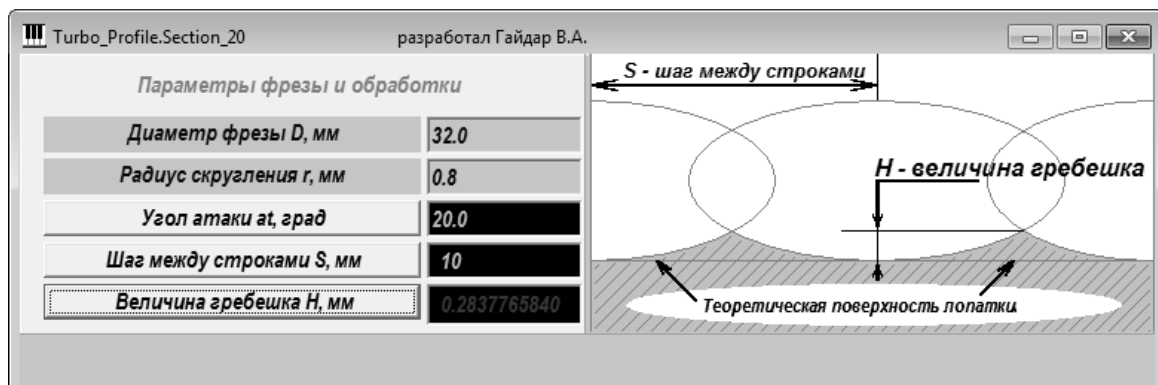 Turbo_Profile.Section_20 разработал Гайдар В.А.
Параметры фрезы и обработки
Диаметр фрезы D, мм 32.0
Радиус скругления r, мм 0.8
Угол атаки at, град 20.0
Шаг между строками S, мм 10
Величина гребешка H, мм 0.2837765840
S - шаг между строками
H - величина гребешка
Теоретическая поверхность лопатки